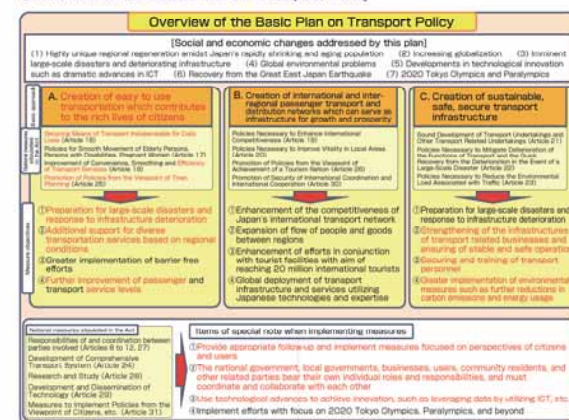 Overview of the Basic Plan on Transport Policy
[Social and economic changes addressed by this plan]
(1) Highly unique regional regeneration amidst Japan's rapidly shrinking and aging population (2) Increasing globalization (3) Imminent
large-scale disasters and deteriorating infrastructure (4) Global environmental problems (5) Developments in technological innovation
such as dramatic advances in ICT (6) Recovery from the Great East Japan Earthquake (7) 2020 Tokyo Olympics and Paralympics
A. Creation of easy to use
transportation which contributes
to the rich lives of citizens
Securing Means of Transport Indispensable for Daily
Lives (Article 16)
Policies for Smooth Movement of Elderly Persons,
Persons with Disabilities, Pregnant Women (Article 17)
Improvement of Convenience, Smoothing and Efficiency
of Transport Services (Article 18)
Promotion of Policies from the Viewpoint of Town
Planning (Article 25)
①Preparation for large-scale disasters and
response to infrastructure deterioration
②Additional support for diverse
transportation services based on regional
conditions
③Greater implementation of barrier free
efforts
④Further improvement of passenger and
transport service levels
B. Creation of international and inter-
regional passenger transport and
distribution networks which can serve as
infrastructure for growth and prosperity
Policies Necessary to Enhance International
Competitiveness (Article 19)
Policies Necessary to Improve Vitality in Local Areas
(Article 20)
Promotion of Policies from the Viewpoint of
Achievement of a Tourism Nation (Article 26)
Promotion of Security of International Coordination and
International Cooperation (Article 30)
①Enhancement of the competitiveness of
Japan's international transport network
②Expansion of flow of people and goods
between regions
③Enhancement of efforts in conjunction
with tourist facilities with aim of
reaching 20 million international tourists
④Global deployment of transport
infrastructure and services utilizing
Japanese technologies and expertise
C. Creation of sustainable,
safe, secure transport
infrastructure
Sound Development of Transport Undertakings and
Other Transport Related Undertakings (Article 21)
Policies Necessary to Mitigate Deterioration of
the Functions of Transport and the Quick
Recovery from the Deterioration in the Event of a
Large-Scale Disaster (Article 22)
Policies Necessary to Reduce the Environmental
Load Associated with Traffic (Article 23)
①Preparation for large-scale disasters and
response to infrastructure deterioration
②Strengthening of the infrastructures
of transport related businesses and
ensuring of stable and safe operation
③Securing and training of transport
personnel
④Greater implementation of environmental
measures such as further reductions in
carbon emissions and energy usage
National measures stipulated in the Act
Responsibilities of and coordination between
parties involved (Articles 8 to 12, 27)
Development of Comprehensive
Transport System (Article 24)
Research and Study (Article 28)
Development and Dissemination of
Technology (Article 29)
Measures to Implement Policies from the
Viewpoint of Citizens, etc. (Article 31)
Items of special note when implementing measures
①Provide appropriate follow-up and implement measures focused on perspectives of citizens
and users
②The national government, local governments, businesses, users, community residents, and
other related parties bear their own individual roles and responsibilities, and must
coordinate and collaborate with each other
③Use technological advances to achieve innovation, such as leveraging data by utilizing ICT, etc.
④Implement efforts with focus on 2020 Tokyo Olympics, Paralympics, and beyond